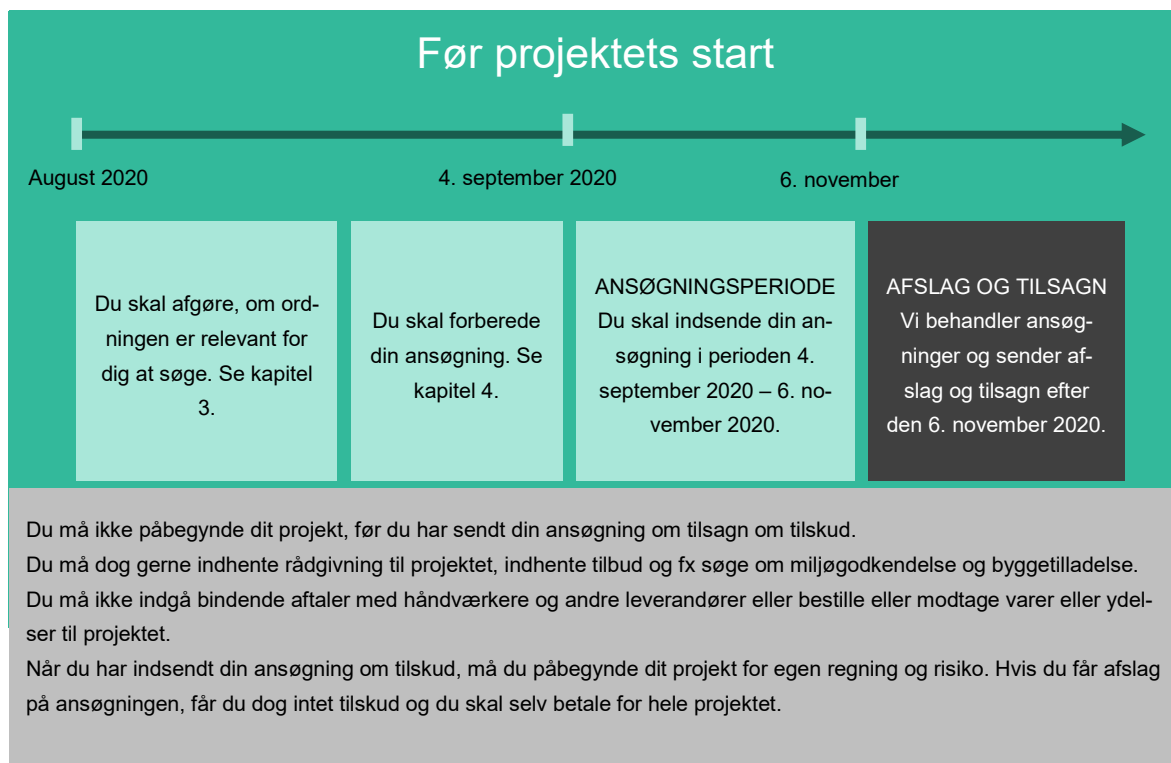 Før projektets start
August 2020
4. september 2020
6. november
Du skal afgøre, om ord-
ningen er relevant for
dig at søge. Se kapitel
3.
Du skal forberede
din ansøgning. Se
kapitel 4.
ANSØGNINGSPERIODE
Du skal indsende din an-
søgning i perioden 4.
september 2020 – 6. no-
vember 2020.
AFSLAG OG TILSAGN
Vi behandler ansøg-
ninger og sender af-
slag og tilsagn efter
den 6. november 2020.
Du må ikke påbegynde dit projekt, før du har sendt din ansøgning om tilsagn om tilskud.
Du må dog gerne indhente rådgivning til projektet, indhente tilbud og fx søge om miljøgodkendelse og byggetilladelse.
Du må ikke indgå bindende aftaler med håndværkere og andre leverandører eller bestille eller modtage varer eller ydel-
ser til projektet.
Når du har indsendt din ansøgning om tilskud, må du påbegynde dit projekt for egen regning og risiko. Hvis du får afslag
på ansøgningen, får du dog intet tilskud og du skal selv betale for hele projektet.